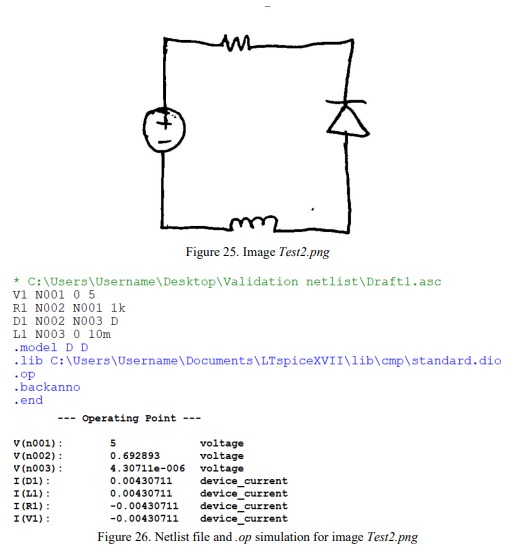 +
−
Figure 25. Image Test2.png
* C:\Users\Username\Desktop\Validation netlist\Draft1.asc
V1 N001 0 5
R1 N002 N001 1k
D1 N002 N003 D
L1 N003 0 10m
.model D D
.lib C:\Users\Username\Documents\LTspiceXVII\lib\cmp\standard.dio
.op
.backanno
.end
--- Operating Point ---
V(n001): 5 voltage
V(n002): 0.692893 voltage
V(n003): 4.30711e-006 voltage
I(D1): 0.00430711 device_current
I(L1): 0.00430711 device_current
I(R1): -0.00430711 device_current
I(V1): -0.00430711 device_current
Figure 26. Netlist file and .op simulation for image Test2.png